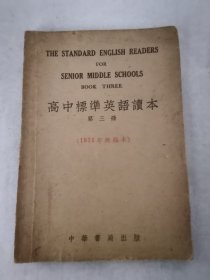 THE STANDARD ENGLISH READERS
FOR
SENIOR MIDDLE SCHOOLS
BOOK THREE
高中標準英語讀本
第三冊
中華書局出版